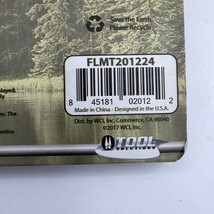 Save the Earth.
Please Recycle
FLMT201224
8 45181 02012 2
Made in China - Designed in the U.S.A.
Dist. by WCI, Inc. Commerce, CA 90040
©2017 WCI, Inc.